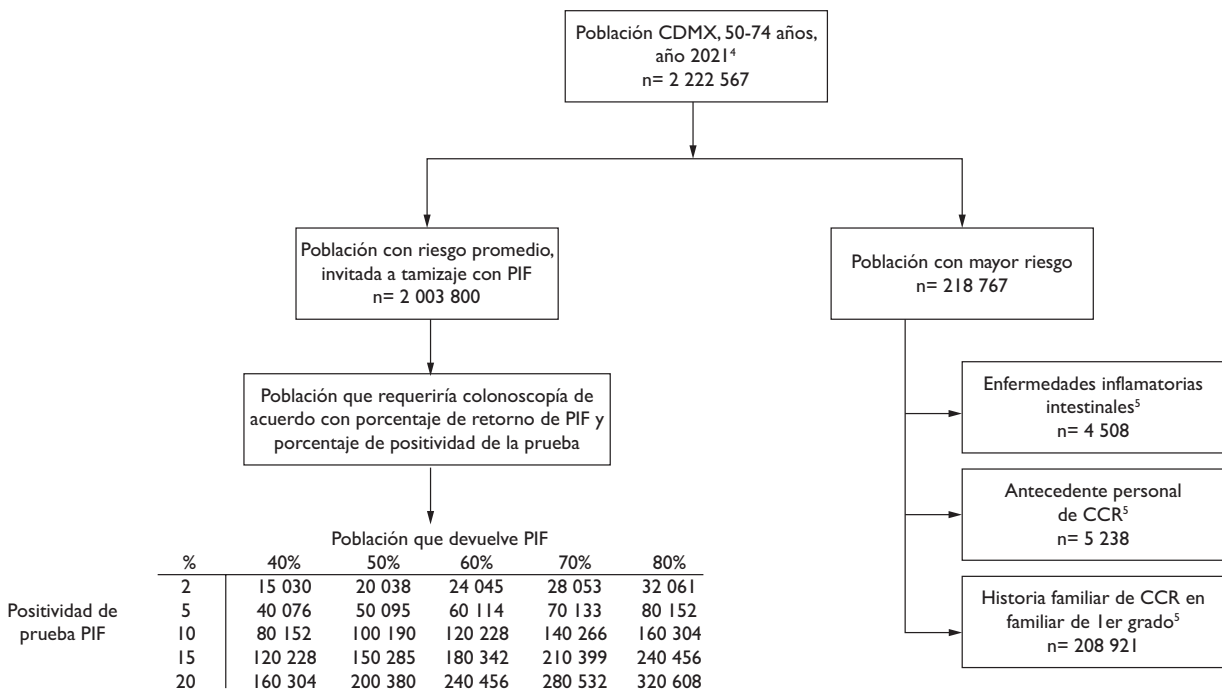 Población CDMX, 50-74 años,
año 2021⁴
n= 2 222 567
Población con riesgo promedio,
invitada a tamizaje con PIF
n= 2 003 800
Población con mayor riesgo
n= 218 767
Población que requeriría colonoscopía de
acuerdo con porcentaje de retorno de PIF y
porcentaje de positividad de la prueba
Enfermedades inflamatorias
intestinales⁵
n= 4 508
Antecedente personal
de CCR⁵
n= 5 238
Historia familiar de CCR en
familiar de 1er grado⁵
n= 208 921
Población que devuelve PIF
% 40% 50% 60% 70% 80%
Positividad de
prueba PIF
2 15 030 20 038 24 045 28 053 32 061
5 40 076 50 095 60 114 70 133 80 152
10 80 152 100 190 120 228 140 266 160 304
15 120 228 150 285 180 342 210 399 240 456
20 160 304 200 380 240 456 280 532 320 608